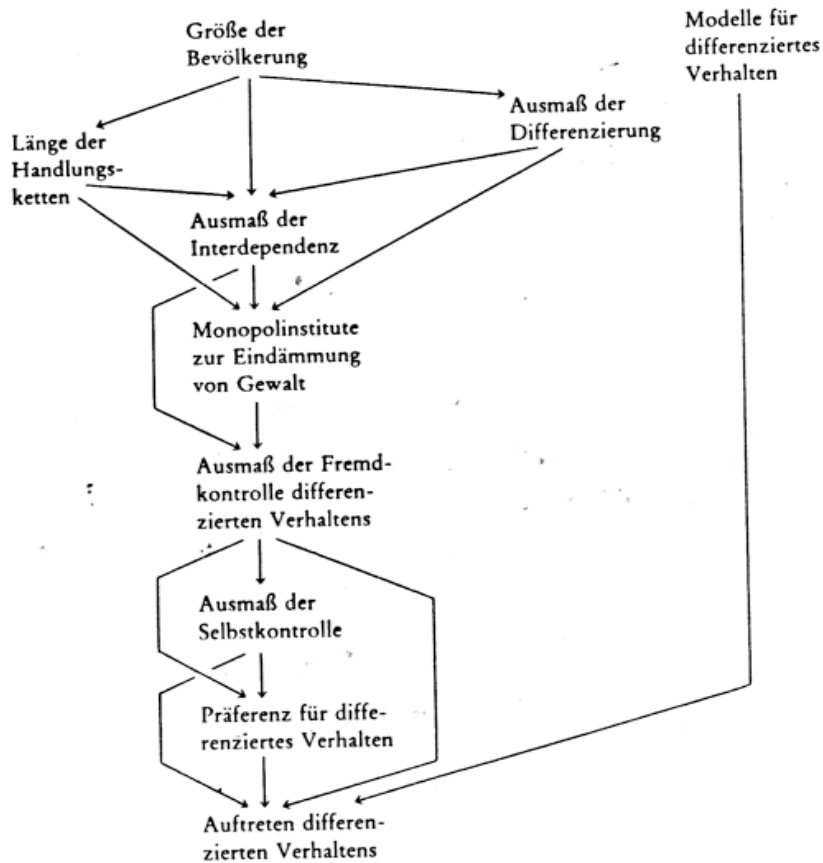 Größe der
Bevölkerung
Modelle für
differenziertes
Verhalten
Ausmaß der
Differenzierung
Länge der
Handlungs-
ketten
Ausmaß der
Interdependenz
Monopolinstitute
zur Eindämmung
von Gewalt
Ausmaß der Fremd-
kontrolle differen-
zierten Verhaltens
Ausmaß der
Selbstkontrolle
Präferenz für diffe-
renziertes Verhalten
Auftreten differen-
zierten Verhaltens